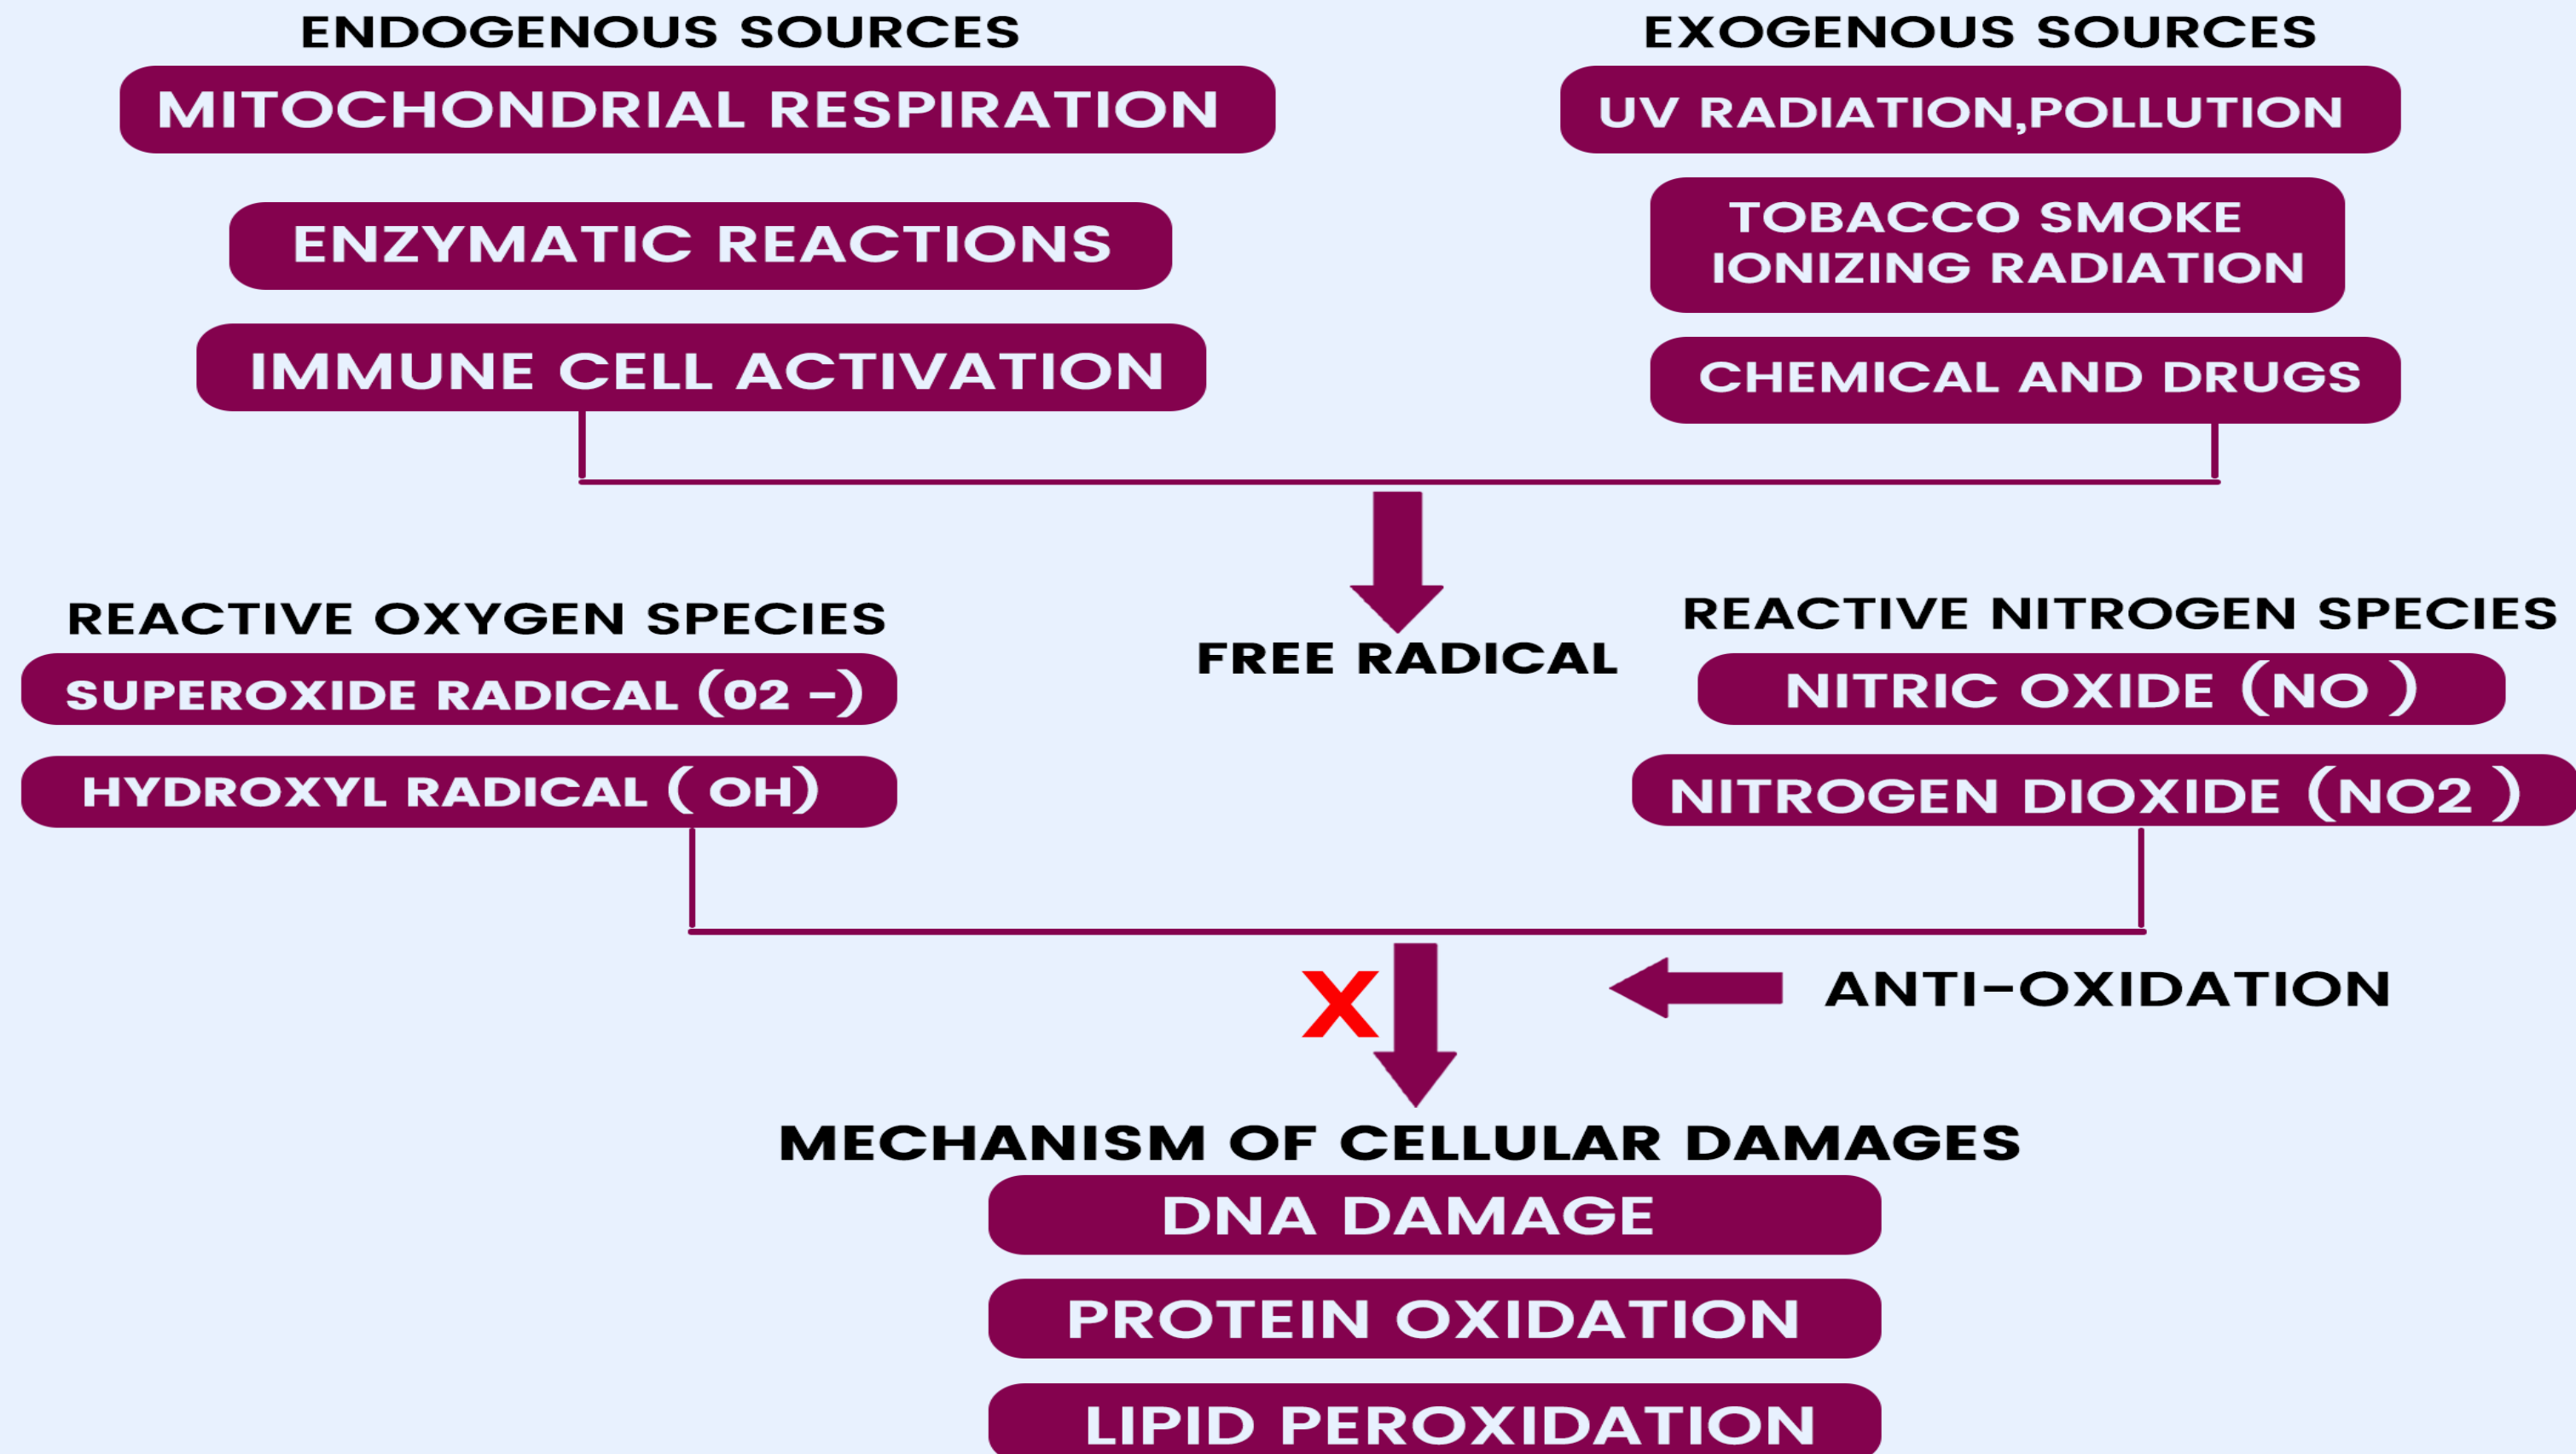 ENDOGENOUS SOURCES
MITOCHONDRIAL RESPIRATION
ENZYMATIC REACTIONS
IMMUNE CELL ACTIVATION
EXOGENOUS SOURCES
UV RADIATION,POLLUTION
TOBACCO SMOKE
IONIZING RADIATION
CHEMICAL AND DRUGS
FREE RADICAL
REACTIVE OXYGEN SPECIES
SUPEROXIDE RADICAL (02 –)
HYDROXYL RADICAL ( OH)
REACTIVE NITROGEN SPECIES
NITRIC OXIDE (NO )
NITROGEN DIOXIDE (NO2 )
X
ANTI–OXIDATION
MECHANISM OF CELLULAR DAMAGES
DNA DAMAGE
PROTEIN OXIDATION
LIPID PEROXIDATION